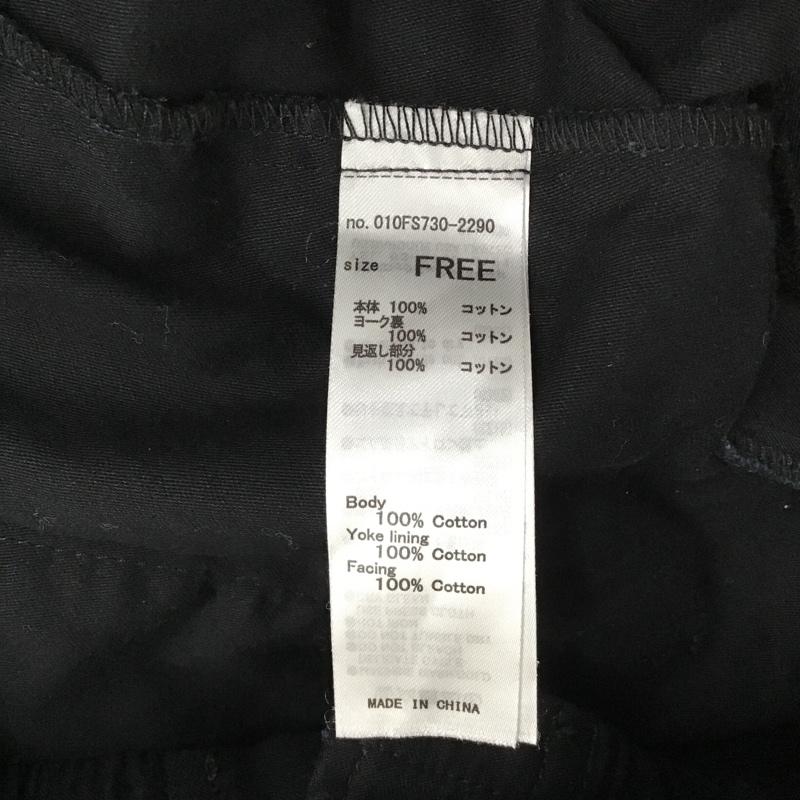 no. 010FS730-2290
size FREE
本体 100% コットン
ヨーク裏
100% コットン
見返し部分
100% コットン
Body
100% Cotton
Yoke lining
100% Cotton
Facing
100% Cotton
MADE IN CHINA